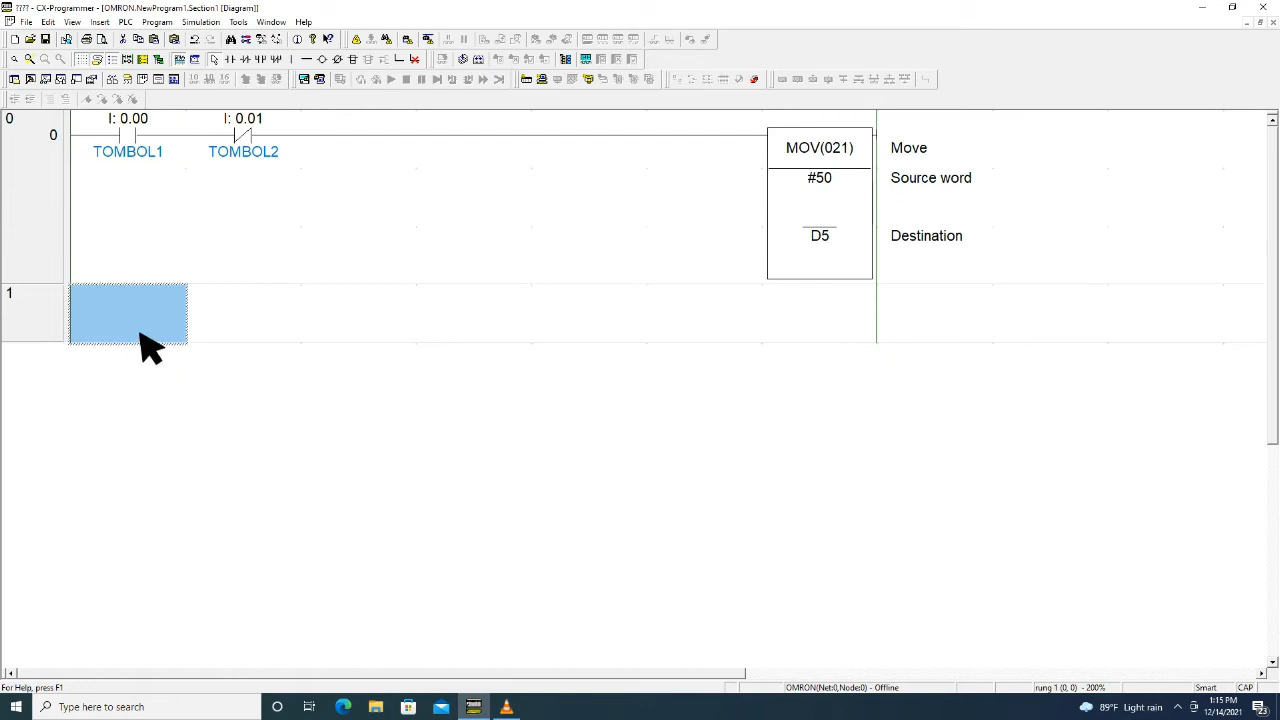 ???? - CX-Programmer - [OMRON.NewProgram1.Section1 [Diagram]]
File Edit View Insert PLC Program Simulation Tools Window Help
0
0
I: 0.00
I: 0.01
TOMBOL1
TOMBOL2
MOV(021)
Move
#50
Source word
D5
Destination
1
For Help, press F1
OMRON(Net:0,Node:0) - Offline
rung 1 (0, 0) - 200%
Smart
CAP
Type here to search
89°F Light rain
1:15 PM
12/14/2021
23